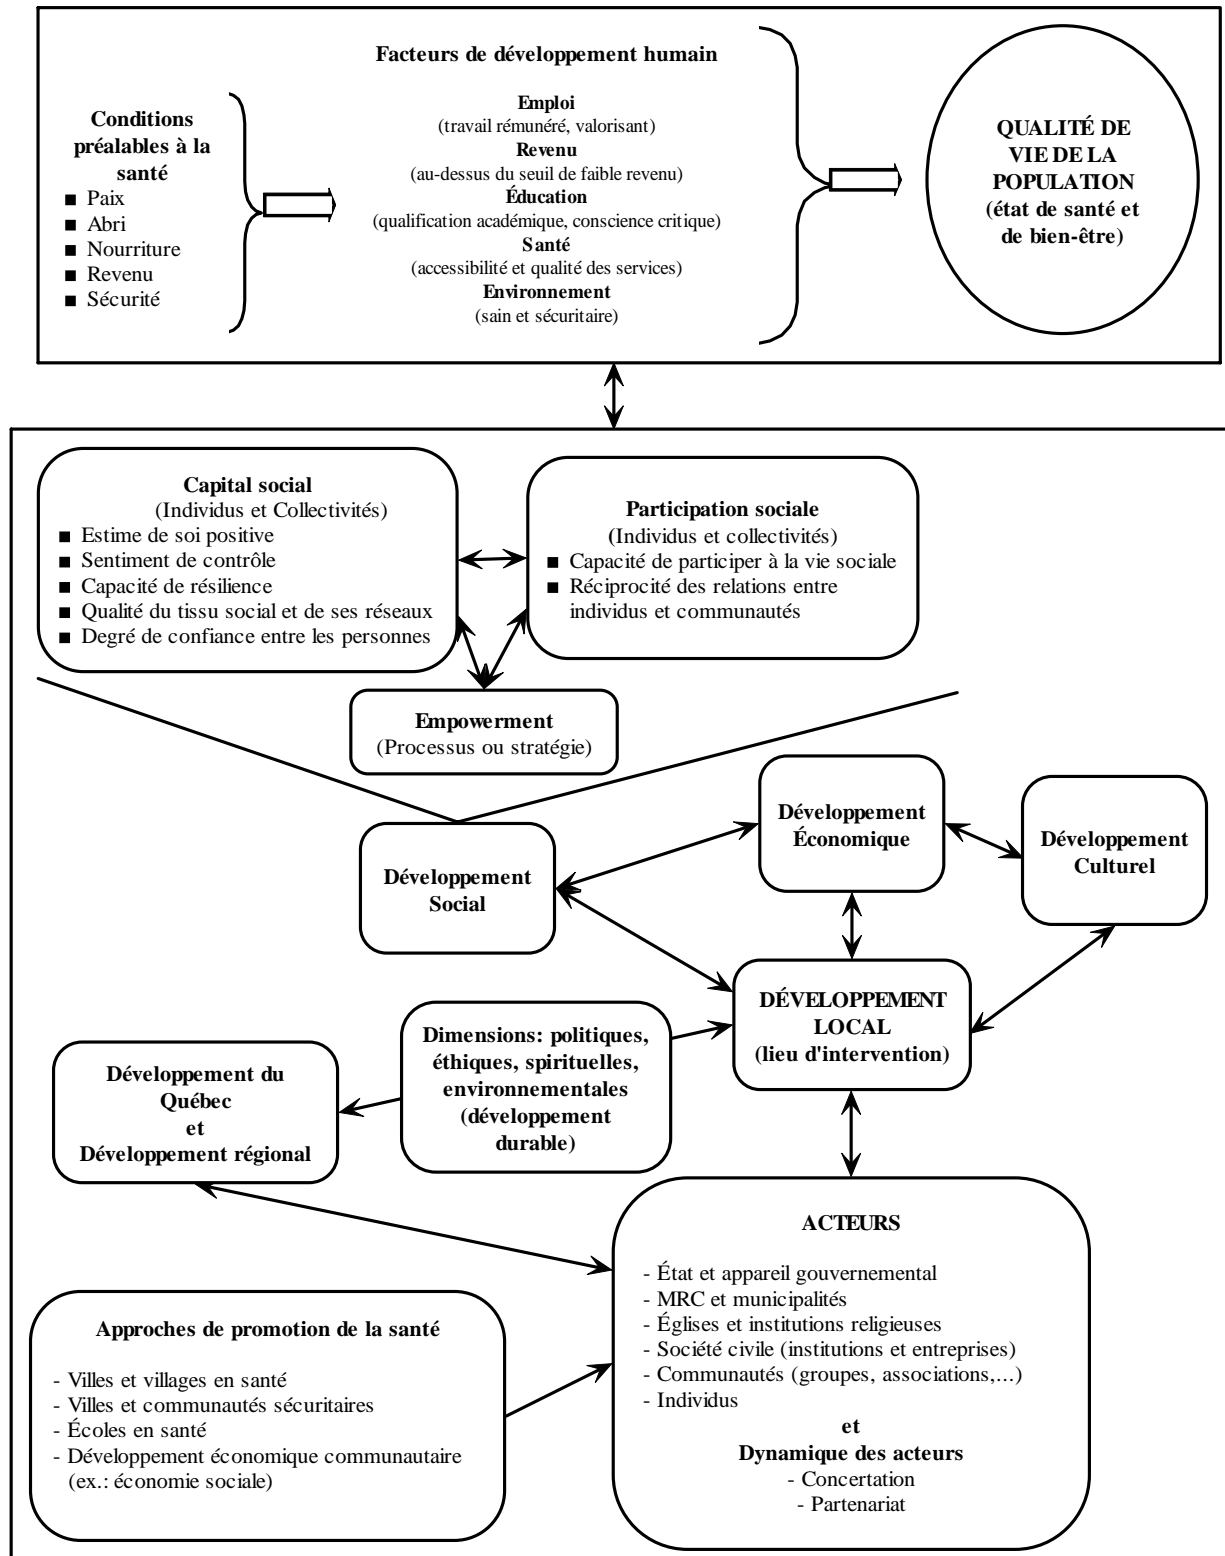 Conditions
préalables à la
santé
■ Paix
■ Abri
■ Nourriture
■ Revenu
■ Sécurité
Facteurs de développement humain
Emploi
(travail rémunéré, valorisant)
Revenu
(au-dessus du seuil de faible revenu)
Éducation
(qualification académique, conscience critique)
Santé
(accessibilité et qualité des services)
Environnement
(sain et sécuritaire)
QUALITÉ DE
VIE DE LA
POPULATION
(état de santé et
de bien-être)
Capital social
(Individus et Collectivités)
■ Estime de soi positive
■ Sentiment de contrôle
■ Capacité de résilience
■ Qualité du tissu social et de ses réseaux
■ Degré de confiance entre les personnes
Participation sociale
(Individus et collectivités)
■ Capacité de participer à la vie sociale
■ Réciprocité des relations entre
individus et communautés
Empowerment
(Processus ou stratégie)
Développement
Social
Développement
Économique
Développement
Culturel
DÉVELOPPEMENT
LOCAL
(lieu d'intervention)
Dimensions: politiques,
éthiques, spirituelles,
environnementales
(développement
durable)
Développement du
Québec
et
Développement régional
ACTEURS
- État et appareil gouvernemental
- MRC et municipalités
- Églises et institutions religieuses
- Société civile (institutions et entreprises)
- Communautés (groupes, associations,...)
- Individus
et
Dynamique des acteurs
- Concertation
- Partenariat
Approches de promotion de la santé
- Villes et villages en santé
- Villes et communautés sécuritaires
- Écoles en santé
- Développement économique communautaire
(ex.: économie sociale)